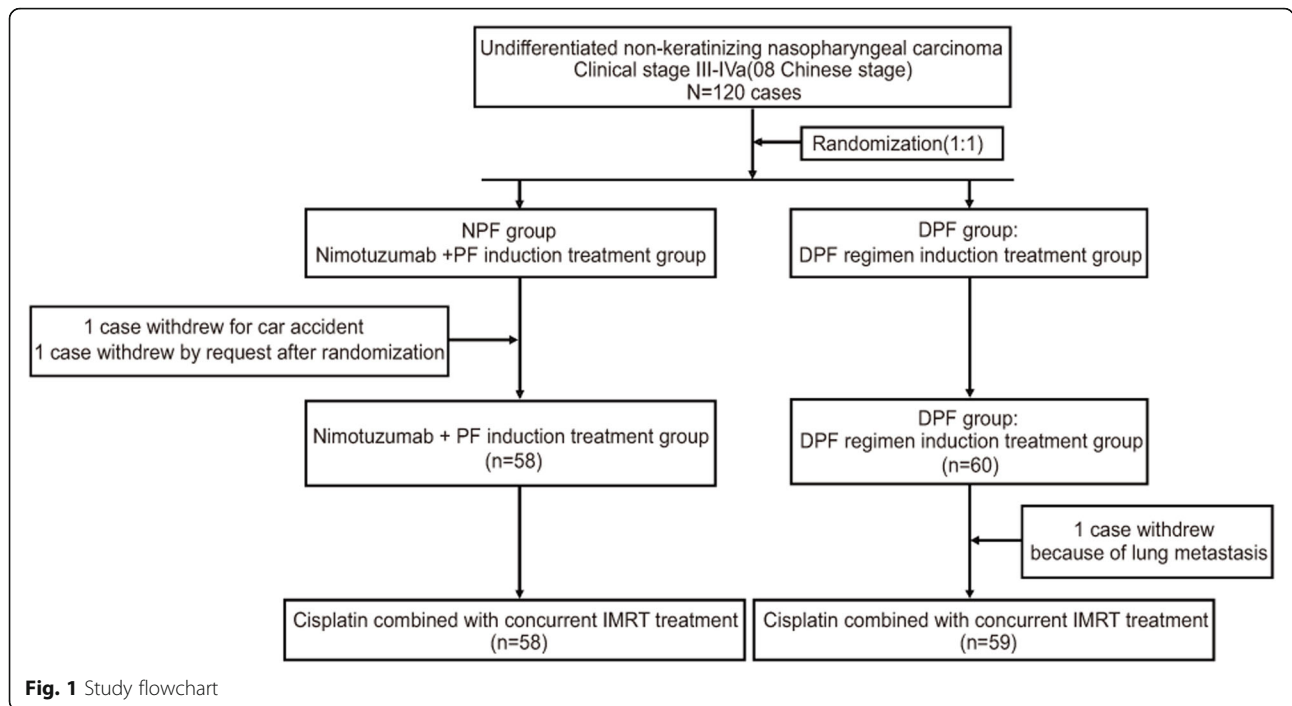 Undifferentiated non-keratinizing nasopharyngeal carcinoma
Clinical stage III-IVa(08 Chinese stage)
N=120 cases
Randomization(1:1)
NPF group
Nimotuzumab +PF induction treatment group
DPF group:
DPF regimen induction treatment group
1 case withdrew for car accident
1 case withdrew by request after randomization
Nimotuzumab + PF induction treatment group
(n=58)
DPF group:
DPF regimen induction treatment group
(n=60)
1 case withdrew
because of lung metastasis
Cisplatin combined with concurrent IMRT treatment
(n=58)
Cisplatin combined with concurrent IMRT treatment
(n=59)
Fig. 1 Study flowchart